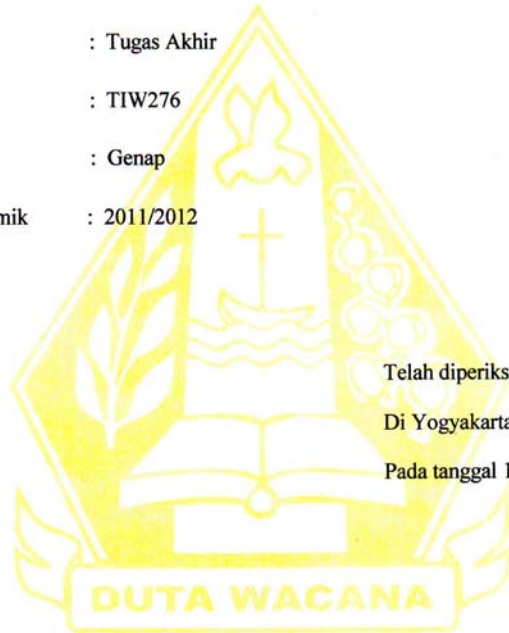 : Tugas Akhir
: TIW276
: Genap
mik : 2011/2012
Telah diperiks
Di Yogyakarta
Pada tanggal 1
DUTA WACANA